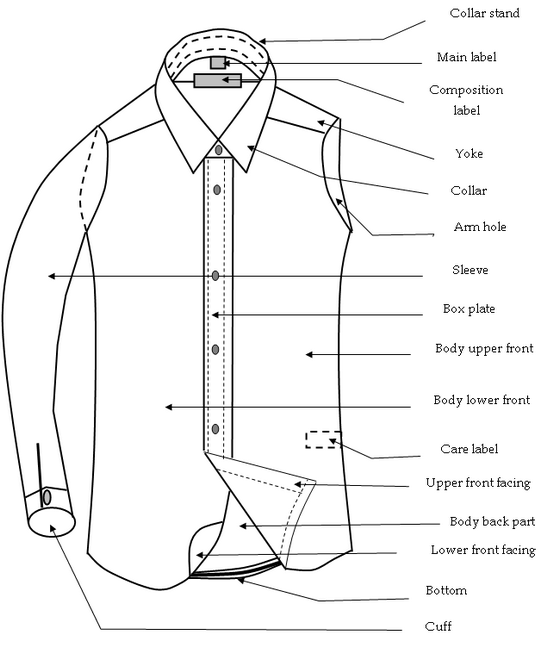 Collar stand
Main label
Composition
label
Yoke
Collar
Arm hole
Sleeve
Box plate
Body upper front
Body lower front
Care label
Upper front facing
Body back part
Lower front facing
Bottom
Cuff